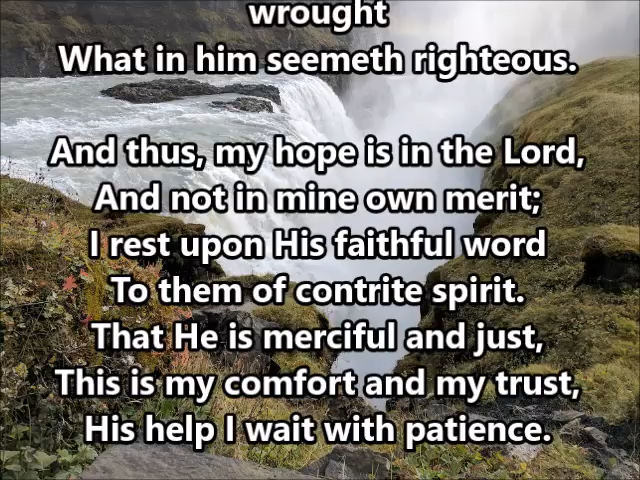 wrought
What in him seemeth righteous.
And thus, my hope is in the Lord,
And not in mine own merit;
I rest upon His faithful word
To them of contrite spirit.
That He is merciful and just,
This is my comfort and my trust,
His help I wait with patience.